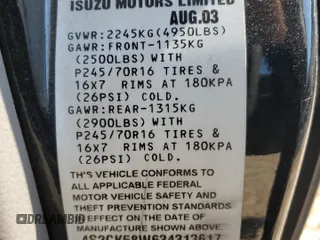 ISUZU MOTORS LIMITED
AUG.03
GVWR:2245KG(4950LBS)
GAWR:FRONT-1135KG
(2500LBS) WITH
P245/70R16 TIRES &
16X7 RIMS AT 180KPA
(26PSI) COLD.
GAWR:REAR-1315KG
(2900LBS) WITH
P245/70R16 TIRES &
16X7 RIMS AT 180KPA
(26PSI) COLD.
TH'S VEHICLE CONFORMS TO ALL
APPLICABLE FEDERAL MOTOR
VEHICLE SAFETY AND
THEFT PREVENTION STANDARDS
IN EFFECT ON THE DATE OF
MANUFACTURE SHOWN ABOVE
4S2CK58W634313617